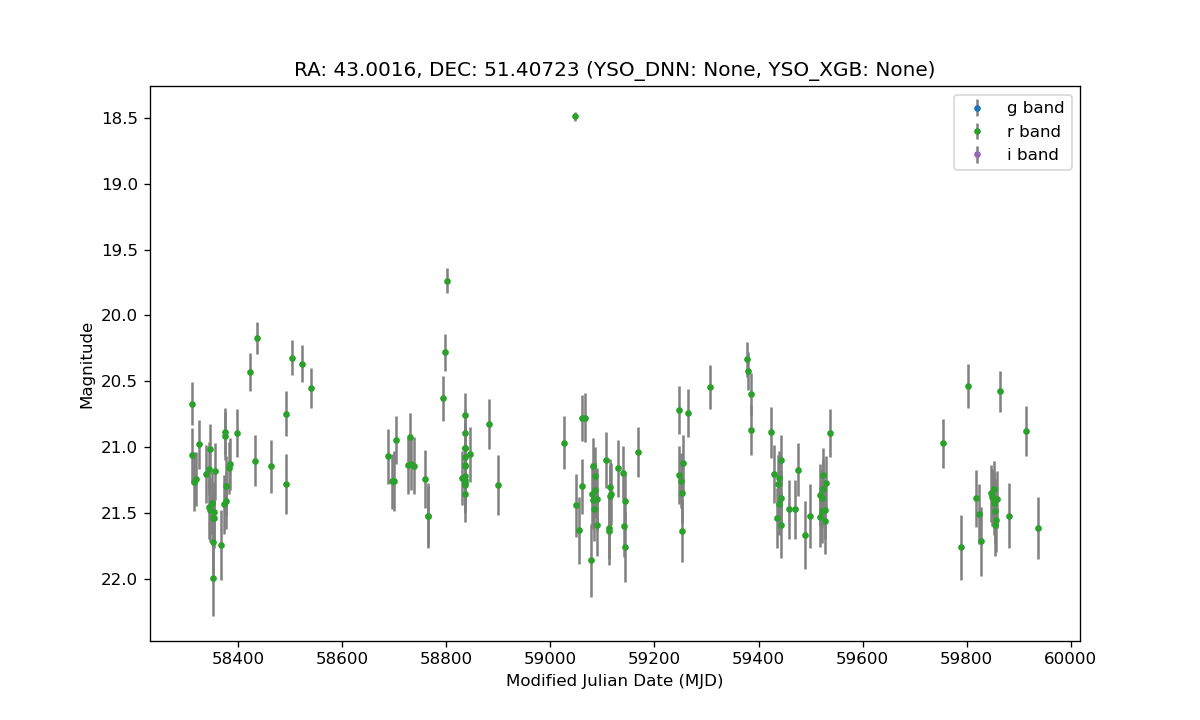 RA: 43.0016, DEC: 51.40723 (YSO_DNN: None, YSO_XGB: None)
g band
r band
i band
18.5
19.0
19.5
20.0
20.5
21.0
21.5
22.0
Magnitude
58400 58600 58800 59000 59200 59400 59600 59800 60000
Modified Julian Date (MJD)